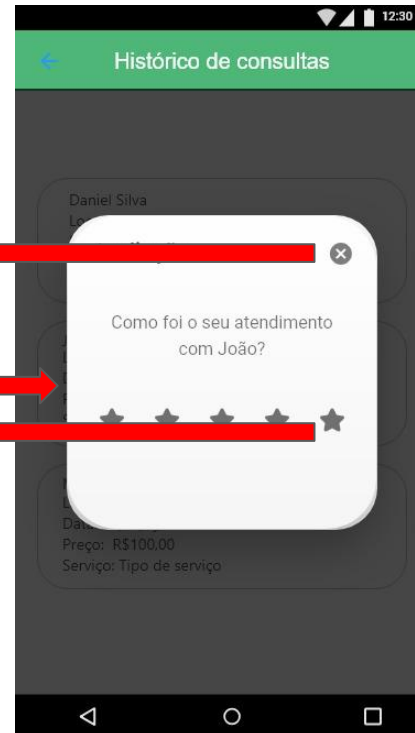 12:30
Histórico de consultas
Daniel Silva
Como foi o seu atendimento
com João?
Preço: R$100,00
Serviço: Tipo de serviço